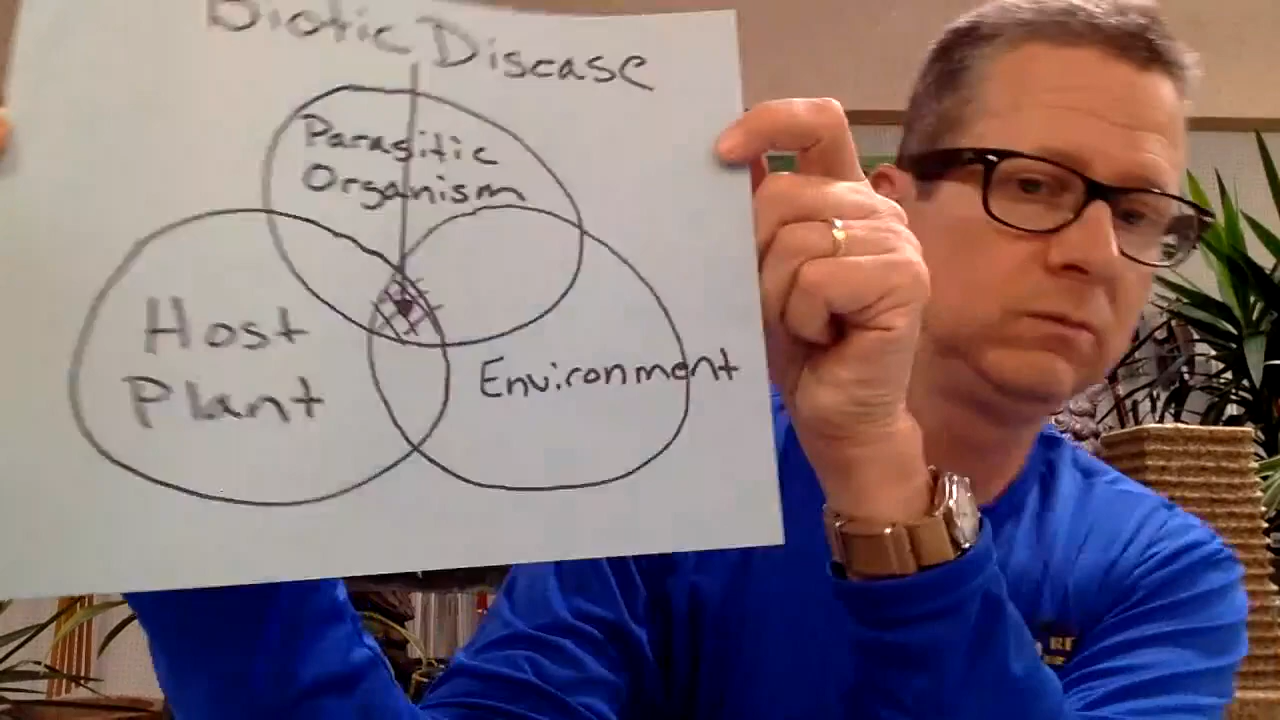 Biotic Disease
Parasitic
Organism
Host
Plant
Environment